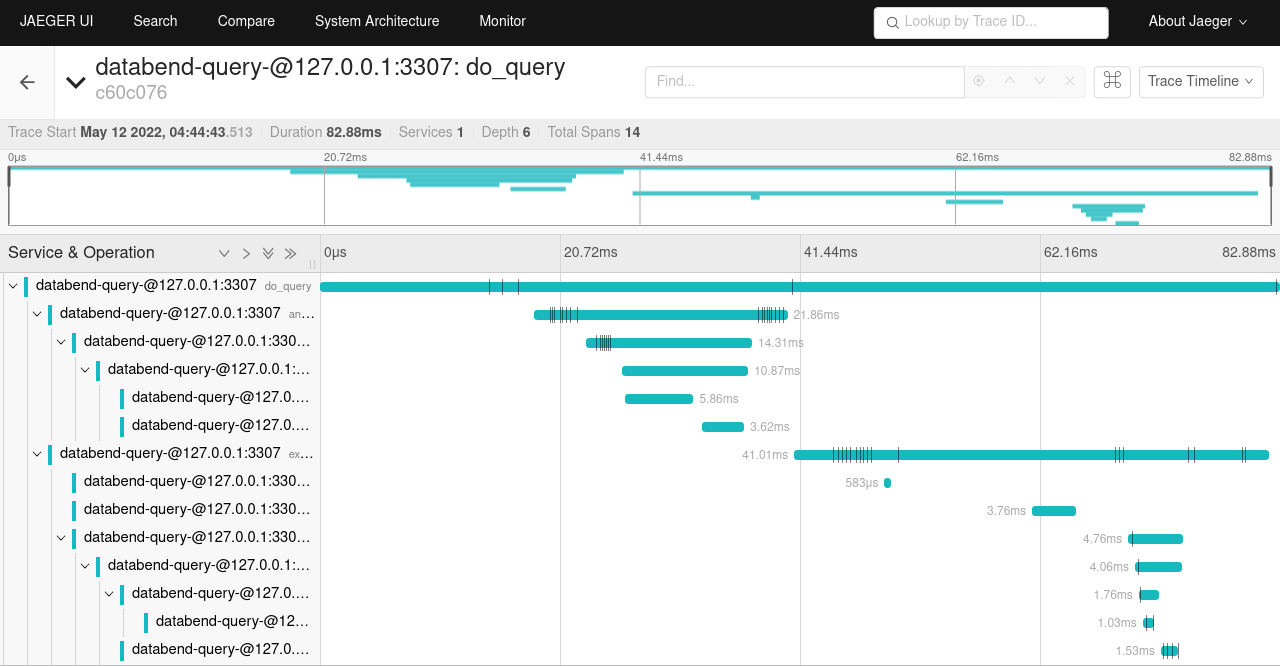 JAEGER UI Search Compare System Architecture Monitor Lookup by Trace ID... About Jaeger
databend-query-@127.0.0.1:3307: do_query
c60c076
Find... ⌘ Trace Timeline
Trace Start May 12 2022, 04:44:43.513 Duration 82.88ms Services 1 Depth 6 Total Spans 14
0μs 20.72ms 41.44ms 62.16ms 82.88ms
Service & Operation 0μs 20.72ms 41.44ms 62.16ms 82.88ms
databend-query-@127.0.0.1:3307 do_query
databend-query-@127.0.0.1:3307 an... 21.86ms
databend-query-@127.0.0.1:330... 14.31ms
databend-query-@127.0.0.1:... 10.87ms
databend-query-@127.0.... 5.86ms
databend-query-@127.0.... 3.62ms
databend-query-@127.0.0.1:3307 ex... 41.01ms
databend-query-@127.0.0.1:330... 583μs
databend-query-@127.0.0.1:330... 3.76ms
databend-query-@127.0.0.1:330... 4.76ms
databend-query-@127.0.0.1:... 4.06ms
databend-query-@127.0.... 1.76ms
databend-query-@12... 1.03ms
databend-query-@127.0.... 1.53ms